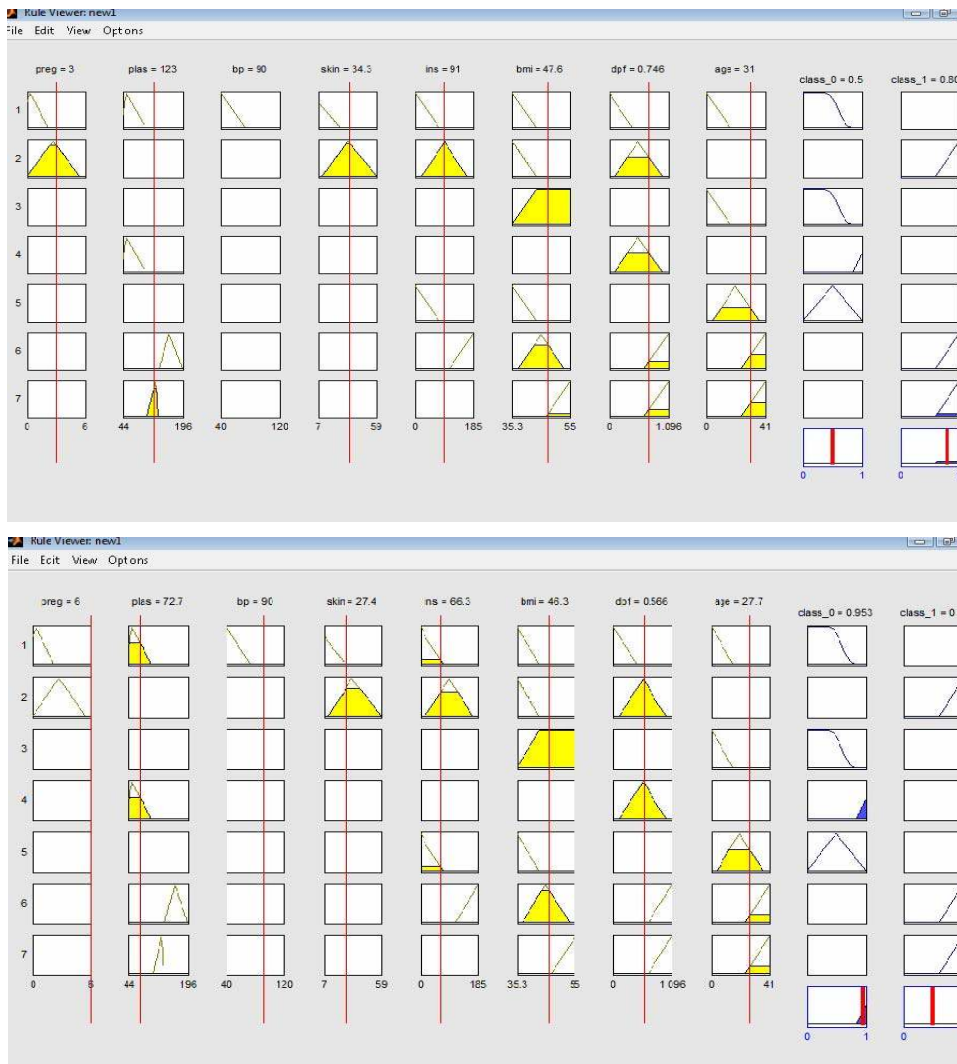 Rule Viewer: new1
File Edit View Options
preg = 3 plas = 123 bp = 90 skin = 34.3 ins = 91 bmi = 47.6 dpf = 0.746 age = 31 class_0 = 0.5 class_1 = 0.80
1
2
3
4
5
6
7
0 6 44 196 40 120 7 59 0 185 35.3 55 0 1.096 0 41
0 1 0
Rule Viewer: new1
File Edit View Options
preg = 6 plas = 72.7 bp = 90 skin = 27.4 ins = 66.3 bmi = 46.3 dpf = 0.566 age = 27.7 class_0 = 0.953 class_1 = 0
1
2
3
4
5
6
7
0 6 44 196 40 120 7 59 0 185 35.3 55 0 1.096 0 41
0 1 0